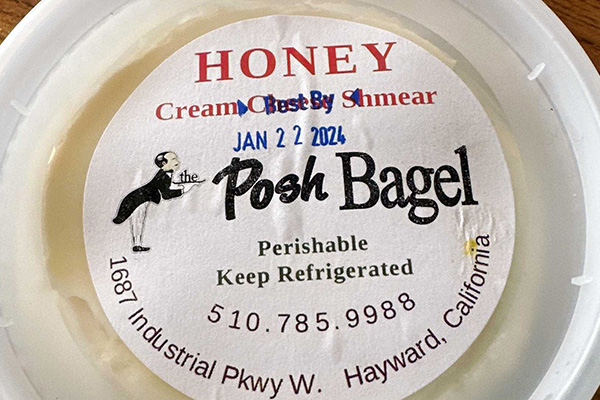 HONEY
Cream Cheese Shmear
Best By
JAN 22 2024
the Posh Bagel
Perishable
Keep Refrigerated
510.785.9988
1687 Industrial Pkwy W. Hayward, California